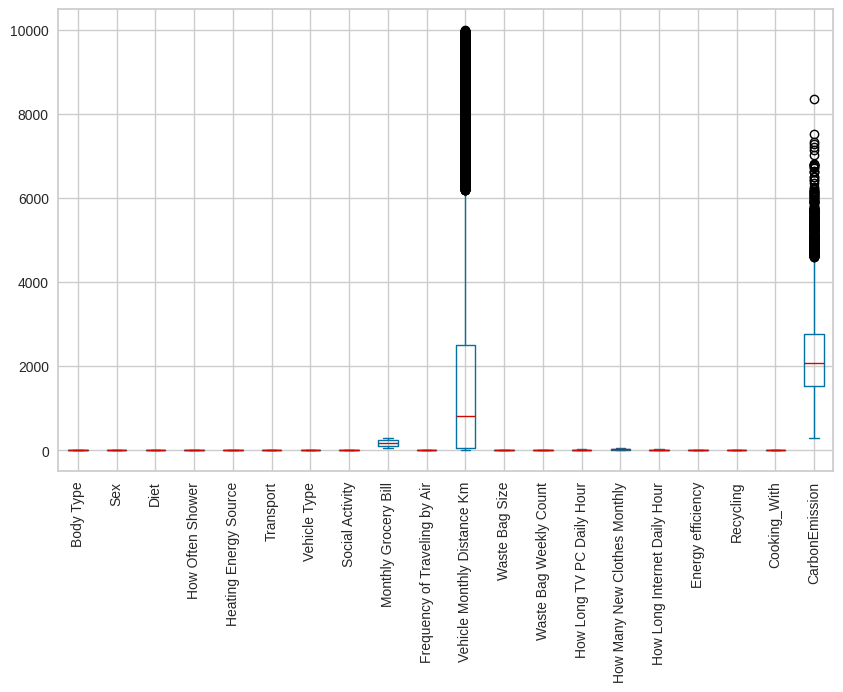 10000
8000
6000
4000
2000
0
Body Type
Sex
Diet
How Often Shower
Heating Energy Source
Transport
Vehicle Type
Social Activity
Monthly Grocery Bill
Frequency of Traveling by Air
Vehicle Monthly Distance Km
Waste Bag Size
Waste Bag Weekly Count
How Long TV PC Daily Hour
How Many New Clothes Monthly
How Long Internet Daily Hour
Energy efficiency
Recycling
Cooking_With
CarbonEmission